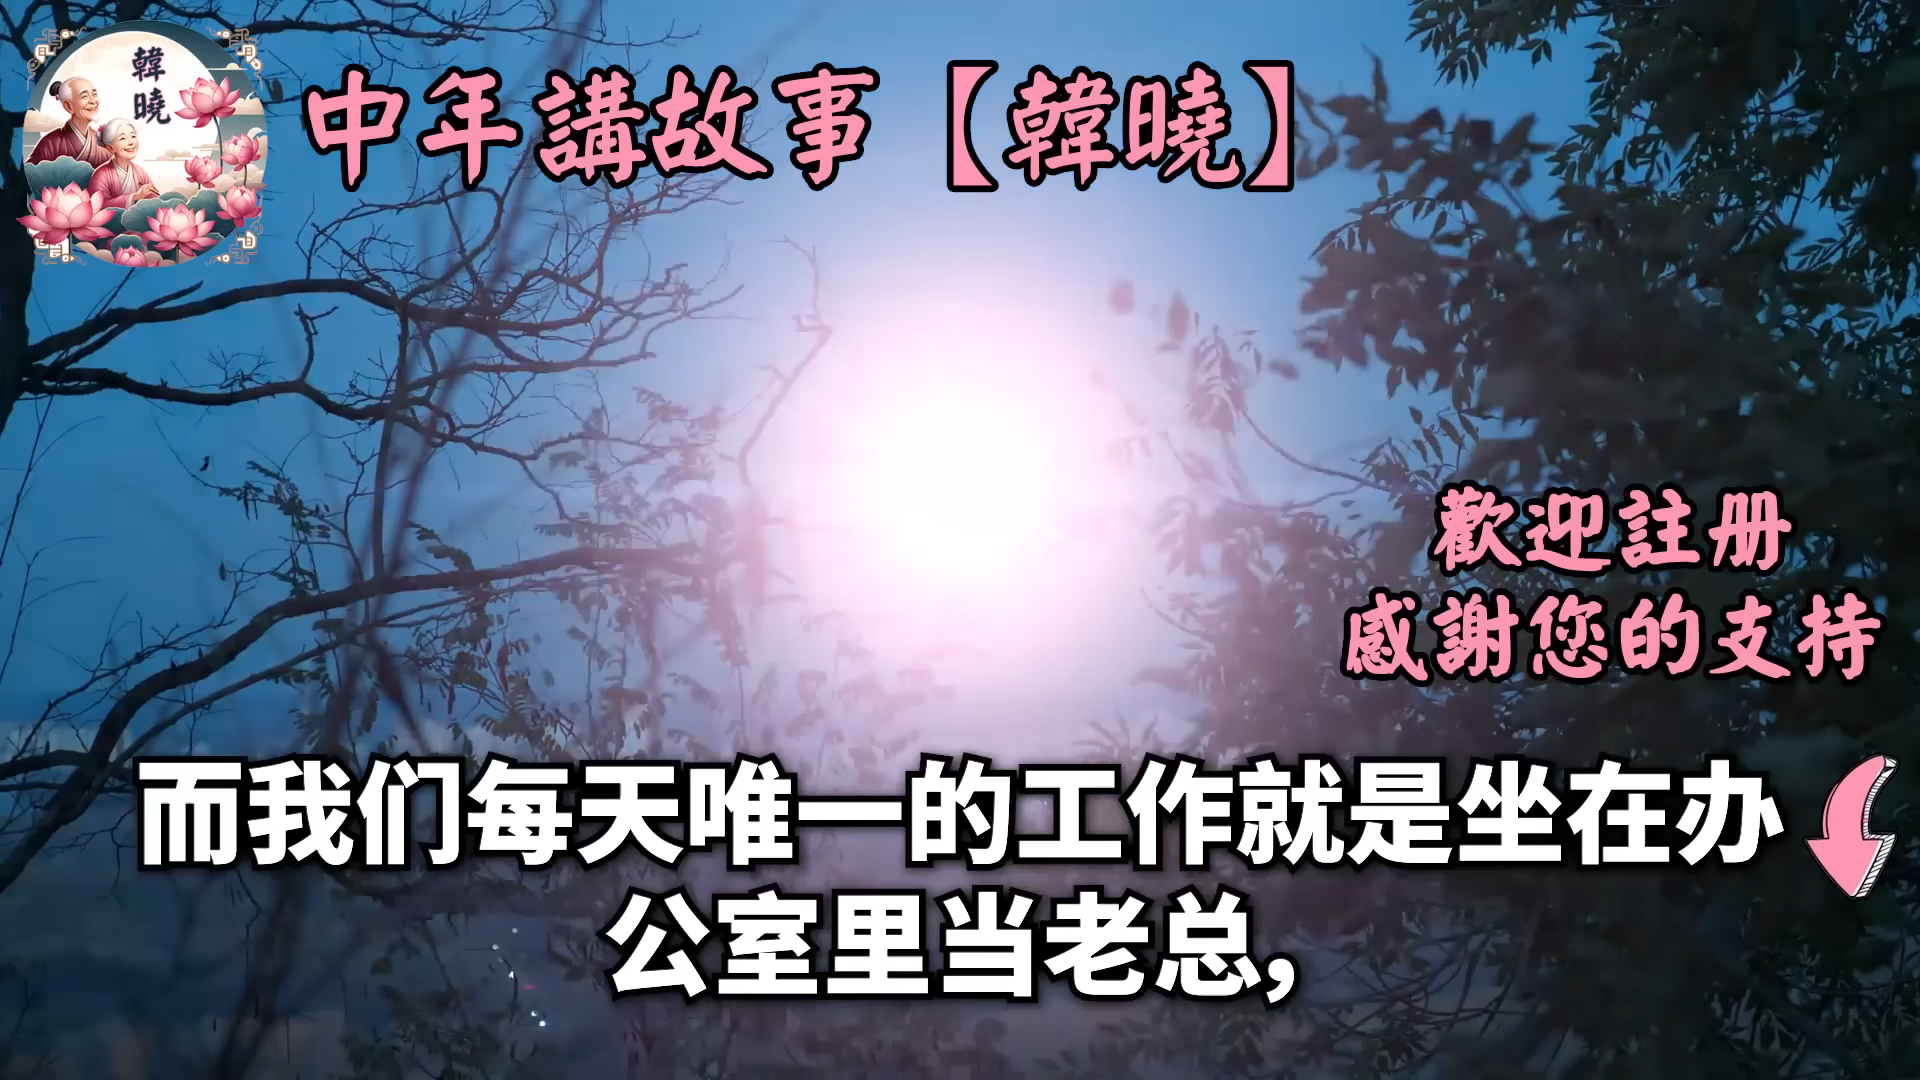 韓曉
中年講故事【韓曉】
歡迎註册
感謝您的支持
而我们每天唯一的工作就是坐在办
公室里当老总,